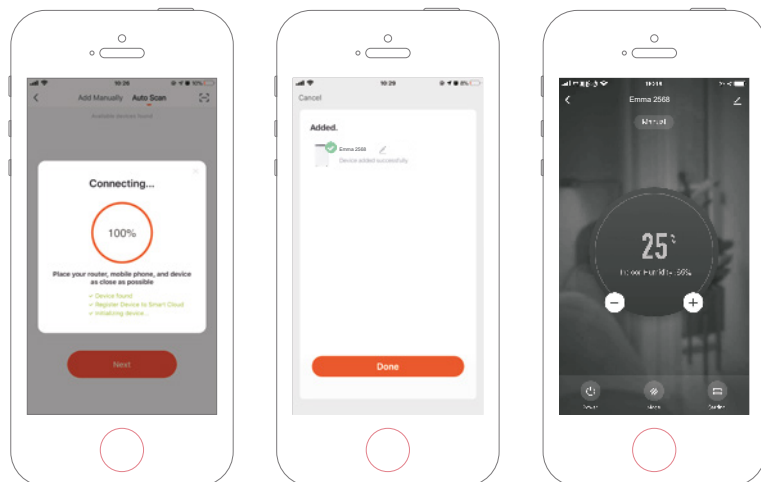 10:26
Add Manually Auto Scan
Connecting...
100%
Place your router, mobile phone, and device
as close as possible
✓ Device found
✓ Register Device to Smart Cloud
✓ Initializing device...
Next
10:29
Cancel
Added.
Emma 2568
Device added successfully.
Done
Emma 2568
Manual
25